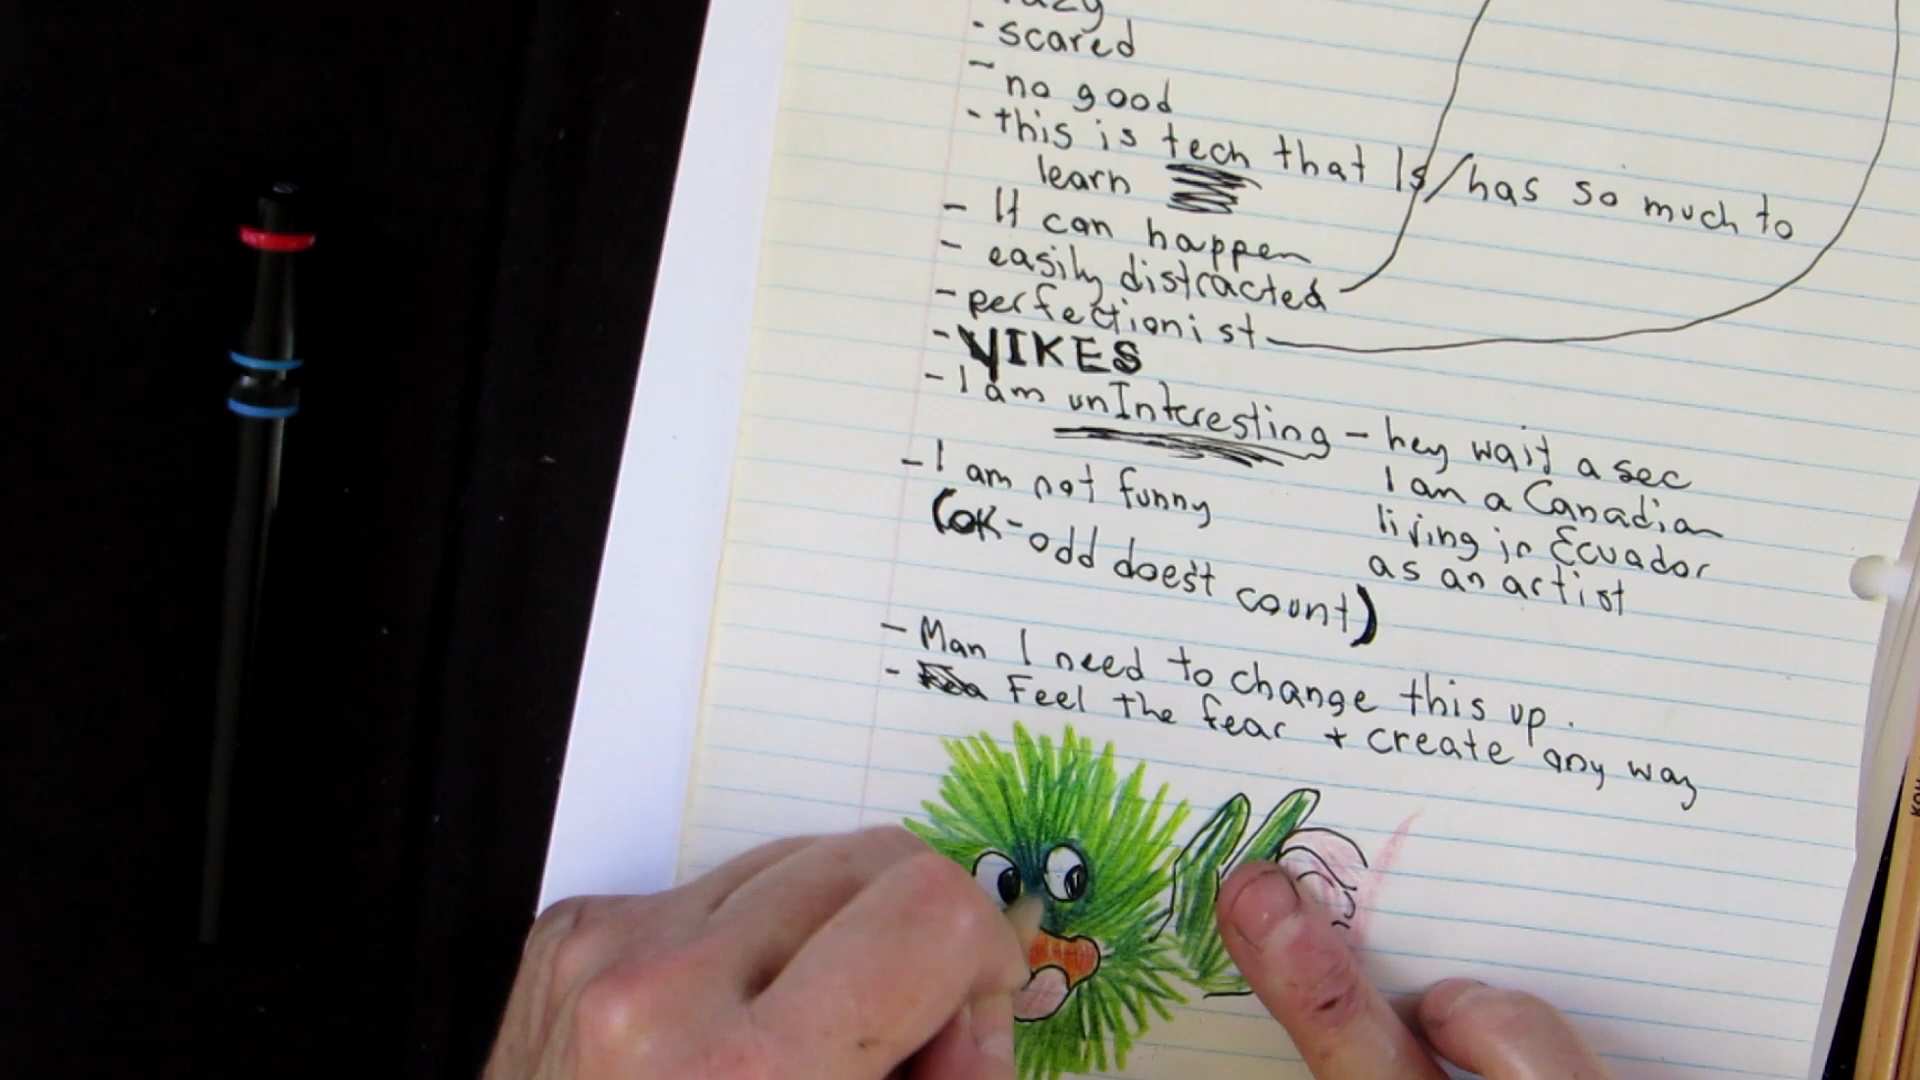 lazy
- scared
- no good
- this is tech that is/has so much to
learn
- It can happen
- easily distracted
- perfectionist
- YIKES
- I am unInteresting - hey wait a sec
I am a Canadian
living in Ecuador
as an artist
- I am not funny
(OK - odd does't count)
- Man I need to change this up.
- Feel the fear + create any way